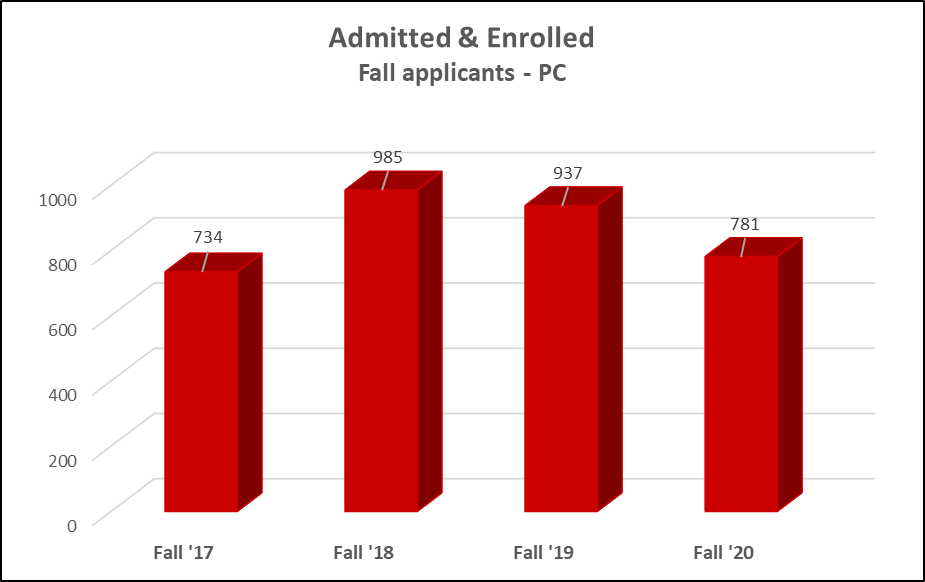 Admitted & Enrolled
Fall applicants - PC
985
937
734
781
1000
800
600
400
200
0
Fall '17
Fall '18
Fall '19
Fall '20